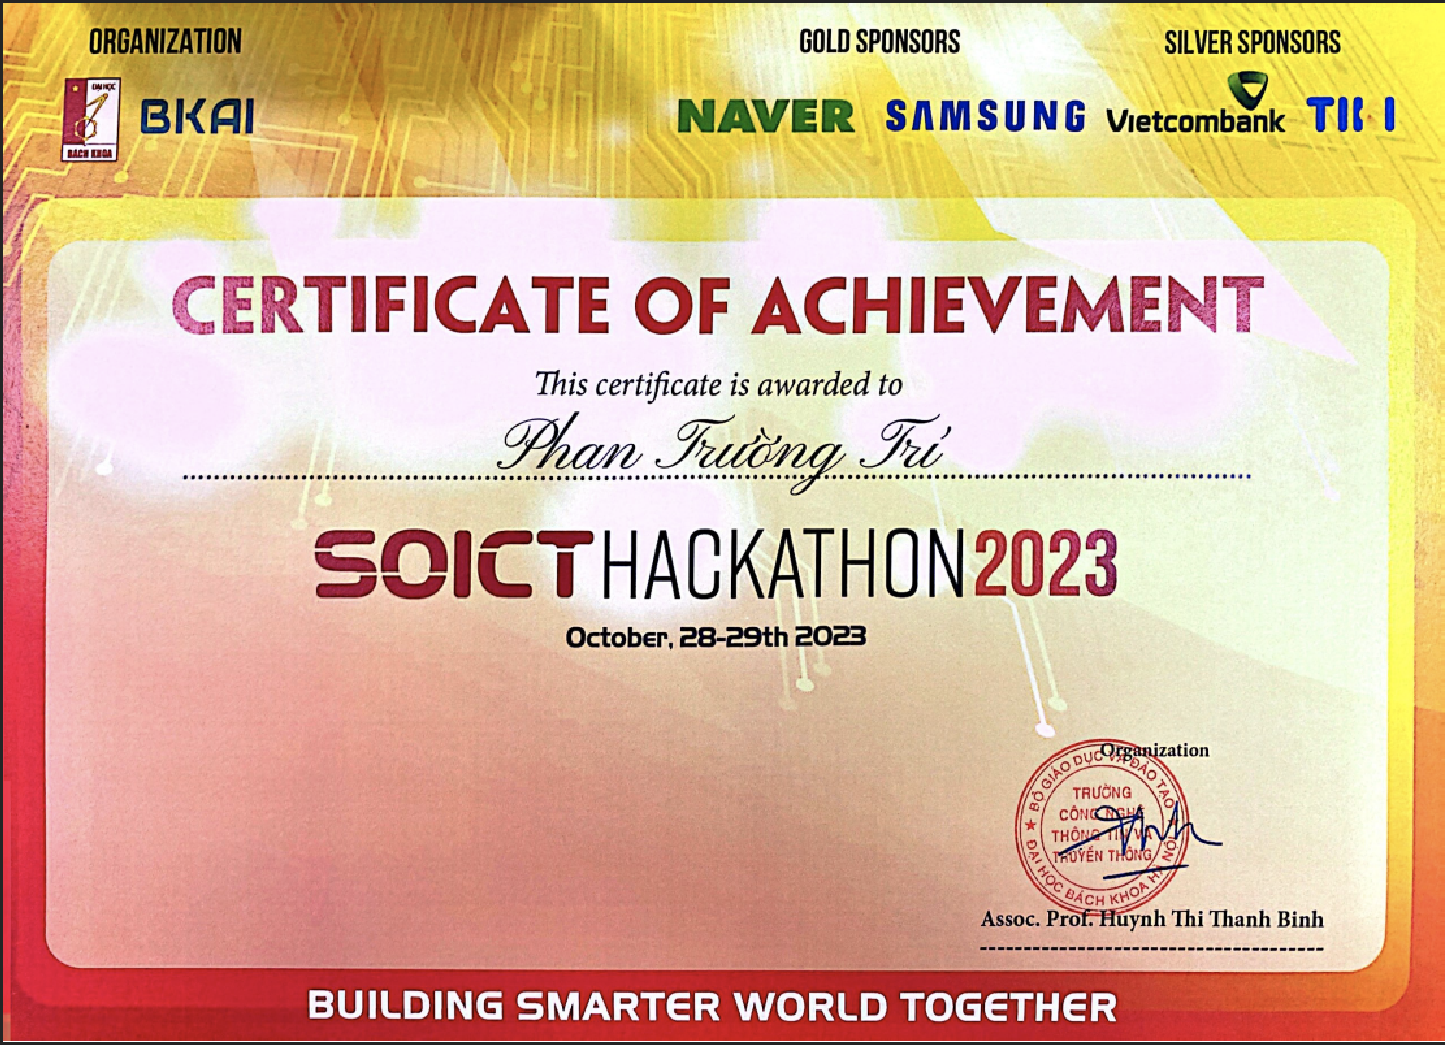 ORGANIZATION
GOLD SPONSORS
SILVER SPONSORS
ĐẠI HỌC
BÁCH KHOA
BKAI
NAVER
SAMSUNG
Vietcombank
CERTIFICATE OF ACHIEVEMENT
This certificate is awarded to
Phan Trường Trí
SOICT HACKATHON 2023
October, 28-29th 2023
Organization
BỘ GIÁO DỤC VÀ ĐÀO TẠO
TRƯỜNG
CÔNG NGHỆ
THÔNG TIN VÀ
TRUYỀN THÔNG
ĐẠI HỌC BÁCH KHOA HÀ NỘI
Assoc. Prof. Huynh Thi Thanh Binh
BUILDING SMARTER WORLD TOGETHER